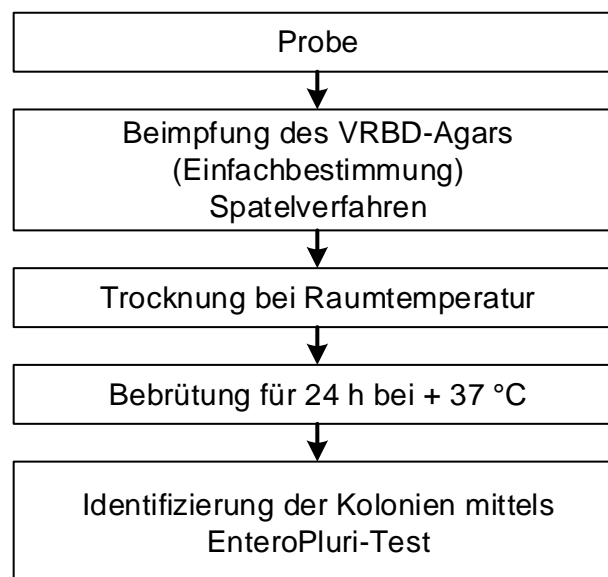 Probe
Beimpfung des VRBD-Agars
(Einfachbestimmung)
Spatelverfahren
Trocknung bei Raumtemperatur
Bebrütung für 24 h bei + 37 °C
Identifizierung der Kolonien mittels
EnteroPluri-Test